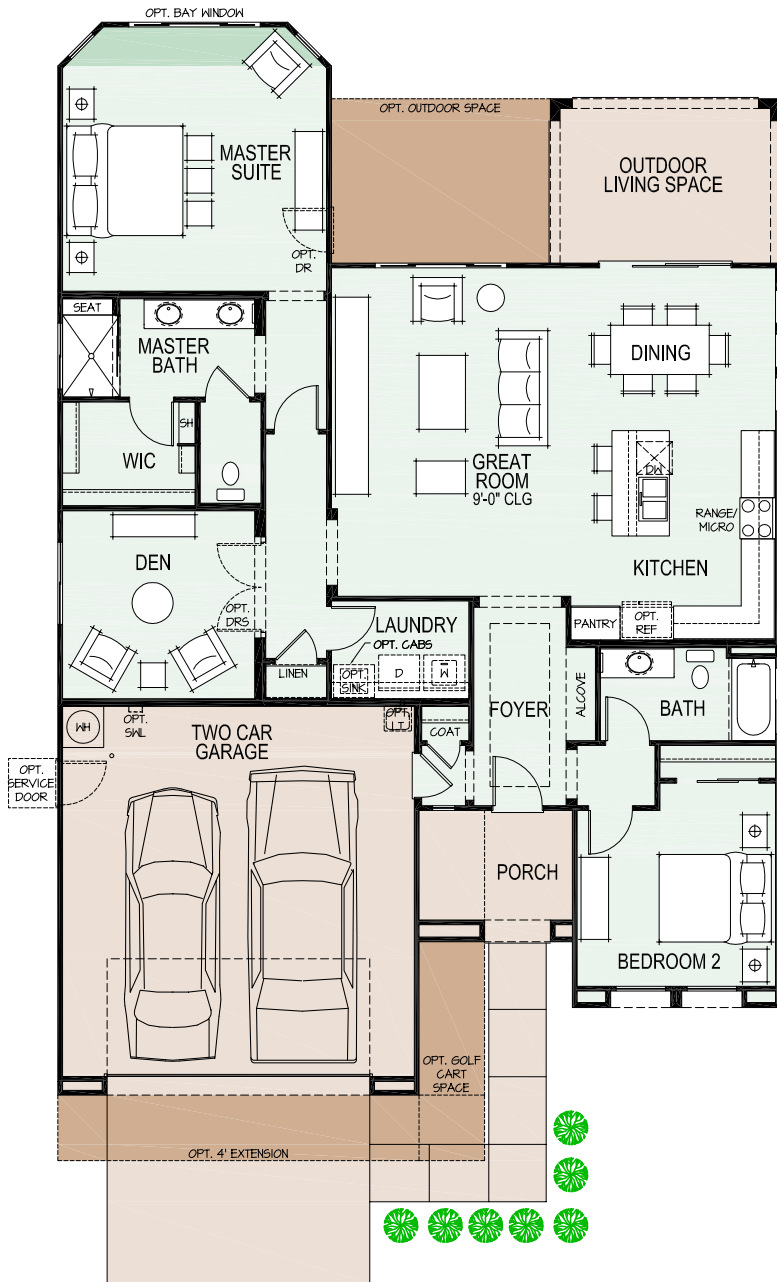 OPT. BAY WINDOW
MASTER
SUITE
OPT.
DR
OPT. OUTDOOR SPACE
OUTDOOR
LIVING SPACE
SEAT
MASTER
BATH
SH
WIC
DINING
GREAT
ROOM
9'-0" CLG
DW
RANGE/
MICRO
KITCHEN
DEN
OPT.
DRS
LAUNDRY
OPT. CABS
PANTRY
OPT.
REF
LINEN
OPT.
SINK
D
W
ALCOVE
BATH
FOYER
WH
OPT.
SWL
TWO CAR
GARAGE
OPT.
LT
COAT
OPT.
SERVICE
DOOR
PORCH
BEDROOM 2
OPT. GOLF
CART
SPACE
OPT. 4' EXTENSION